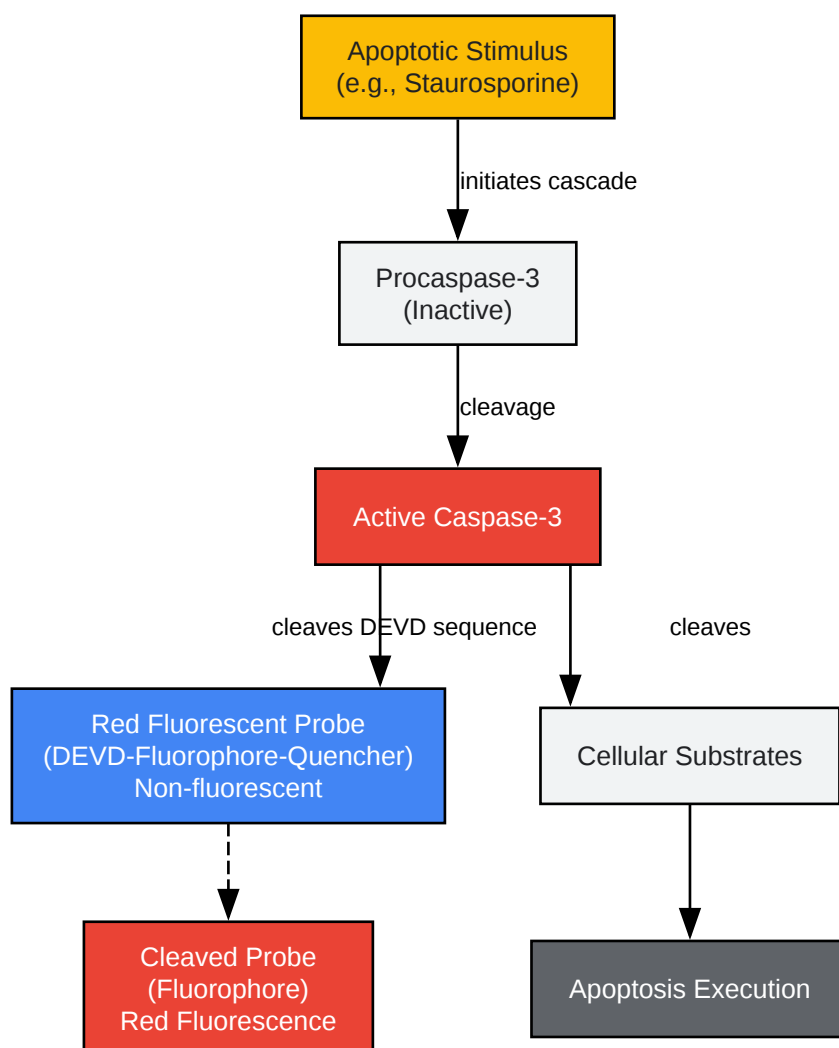 Apoptotic Stimulus
(e.g., Staurosporine)
initiates cascade
Procaspase-3
(Inactive)
cleavage
Active Caspase-3
cleaves DEVD sequence
cleaves
Red Fluorescent Probe
(DEVD-Fluorophore-Quencher)
Non-fluorescent
Cellular Substrates
Cleaved Probe
(Fluorophore)
Red Fluorescence
Apoptosis Execution